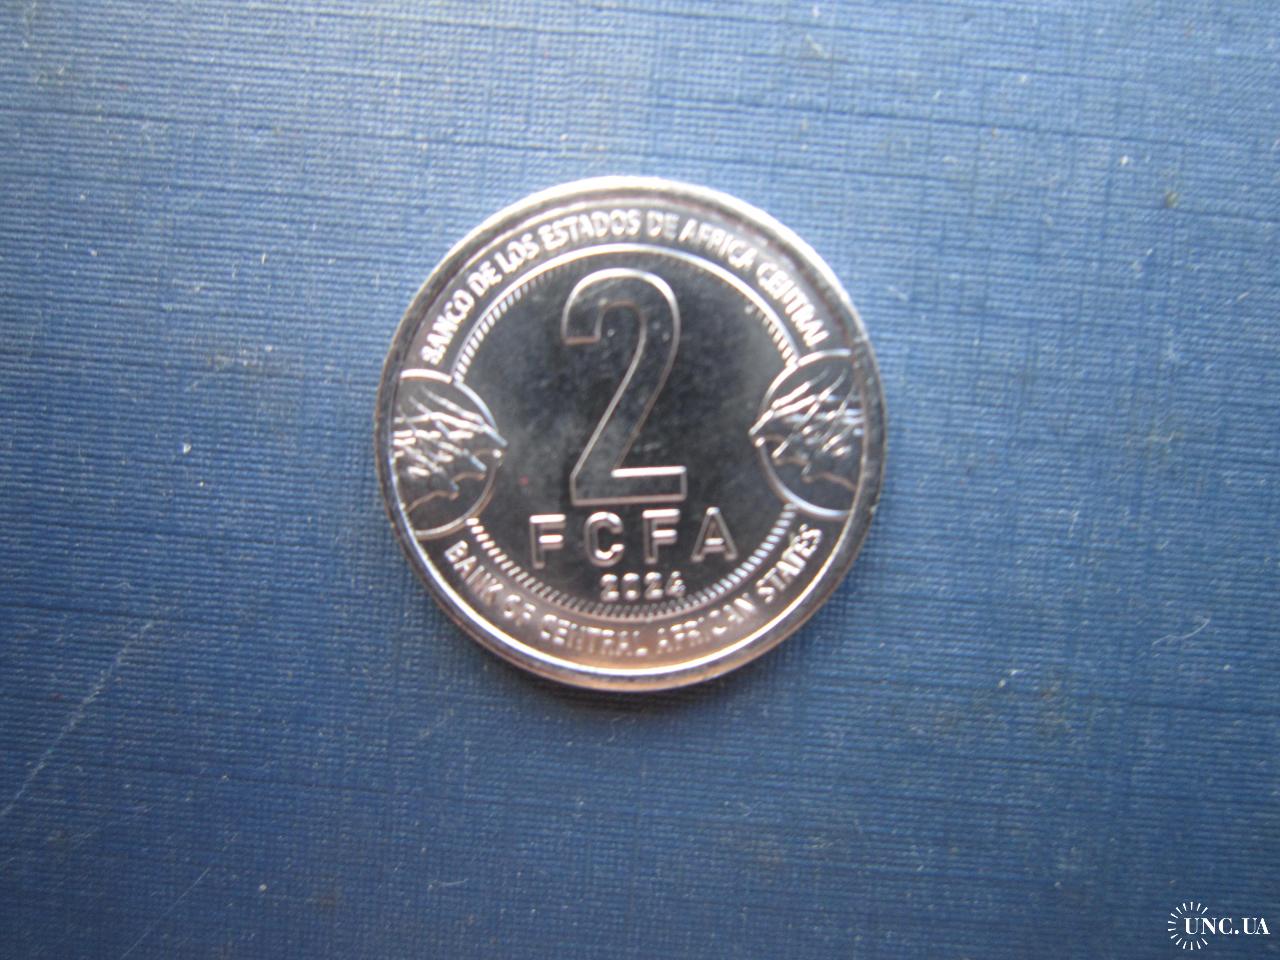 BANCO DE LOS ESTADOS DE AFRICA CENTRAL
2
FCFA
2024
BANK OF CENTRAL AFRICAN STATES
UNC.UA